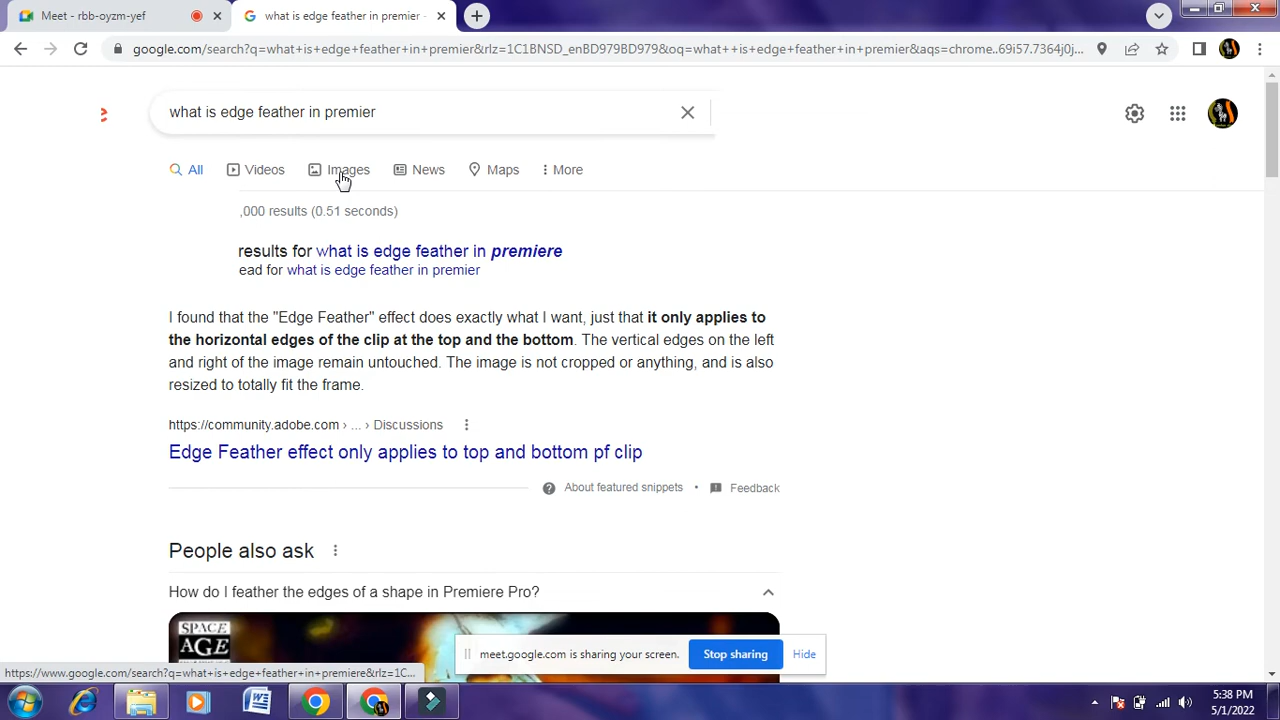 Meet - rbb-oyzm-yef
what is edge feather in premier -
google.com/search?q=what+is+edge+feather+in+premier&rlz=1C1BNSD_enBD979BD979&oq=what++is+edge+feather+in+premier&aqs=chrome..69i57.7364j0j...
what is edge feather in premier
All
Videos
Images
News
Maps
More
,000 results (0.51 seconds)
results for what is edge feather in premiere
ead for what is edge feather in premier
I found that the "Edge Feather" effect does exactly what I want, just that it only applies to
the horizontal edges of the clip at the top and the bottom. The vertical edges on the left
and right of the image remain untouched. The image is not cropped or anything, and is also
resized to totally fit the frame.
https://community.adobe.com › ... › Discussions
Edge Feather effect only applies to top and bottom pf clip
About featured snippets • Feedback
People also ask
How do I feather the edges of a shape in Premiere Pro?
SPACE
AGE
meet.google.com is sharing your screen. Stop sharing Hide
https://www.google.com/search?q=what+is+edge+feather+in+premiere&rlz=1C...
5:38 PM
5/1/2022